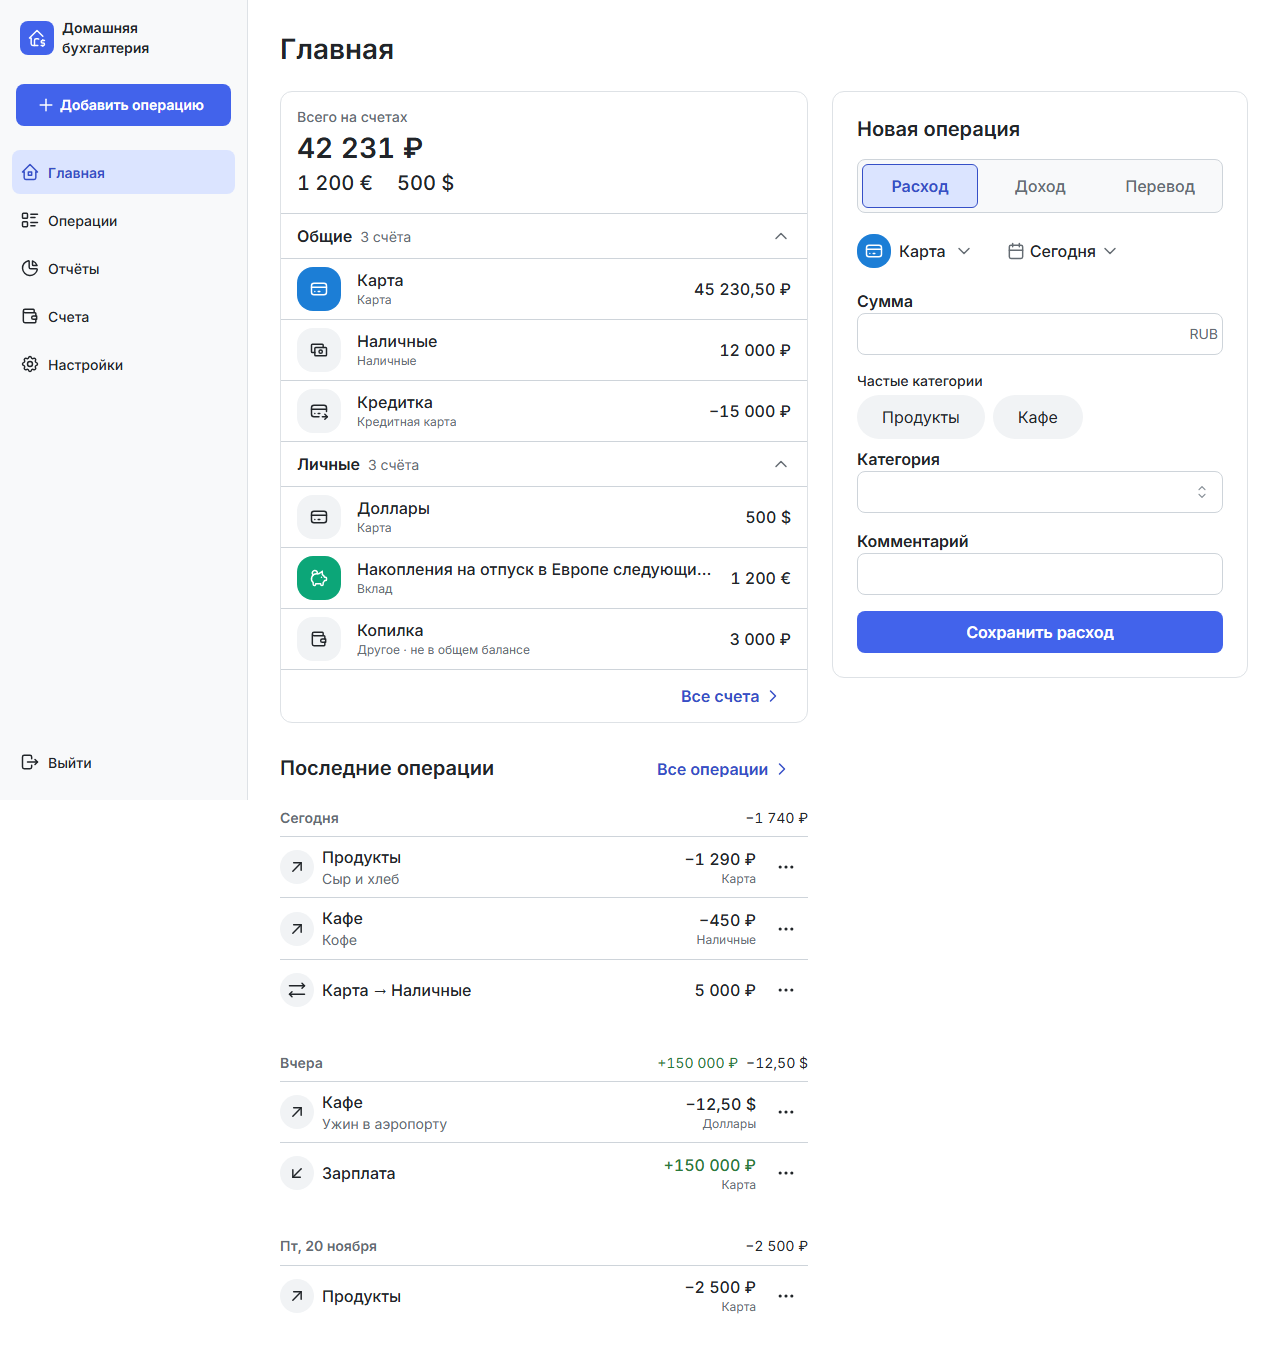 Домашняя
бухгалтерия
Добавить операцию
Главная
Операции
Отчёты
Счета
Настройки
Выйти
Главная
Всего на счетах
42 231 ₽
1 200 € 500 $
Общие 3 счёта
Карта
Карта
45 230,50 ₽
Наличные
Наличные
12 000 ₽
Кредитка
Кредитная карта
−15 000 ₽
Личные 3 счёта
Доллары
Карта
500 $
Накопления на отпуск в Европе следующи...
Вклад
1 200 €
Копилка
Другое · не в общем балансе
3 000 ₽
Все счета
Последние операции
Все операции
Сегодня −1 740 ₽
Продукты
Сыр и хлеб
−1 290 ₽
Карта
Кафе
Кофе
−450 ₽
Наличные
Карта → Наличные 5 000 ₽
Вчера +150 000 ₽ −12,50 $
Кафе
Ужин в аэропорту
−12,50 $
Доллары
Зарплата
+150 000 ₽
Карта
Пт, 20 ноября −2 500 ₽
Продукты
−2 500 ₽
Карта
Новая операция
Расход Доход Перевод
Карта Сегодня
Сумма
RUB
Частые категории
Продукты Кафе
Категория
Комментарий
Сохранить расход